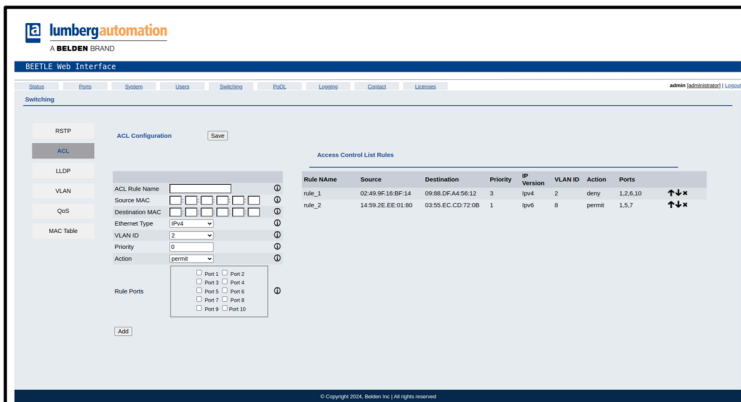 lumbergautomation
A BELDEN BRAND
BEETLE Web Interface
Status Ports System Users Switching PoDL Logging Contact Licenses admin [administrator] | Logout
Switching
RSTP
ACL
LLDP
VLAN
QoS
MAC Table
ACL Configuration Save
ACL Rule Name
Source MAC : : : : :
Destination MAC : : : : :
Ethernet Type IPv4
VLAN ID 2
Priority 0
Action permit
Rule Ports
Port 1 Port 2
Port 3 Port 4
Port 5 Port 6
Port 7 Port 8
Port 9 Port 10
Add
Access Control List Rules
Rule NAme Source Destination Priority IP Version VLAN ID Action Ports
rule_1 02:49.9F.16:BF:14 09:88.DF.A4:56:12 3 Ipv4 2 deny 1,2,6,10
rule_2 14:59.2E.EE:01:80 03:55.EC.CD:72:0B 1 Ipv6 8 permit 1,5,7
© Copyright 2024, Belden Inc | All rights reserved